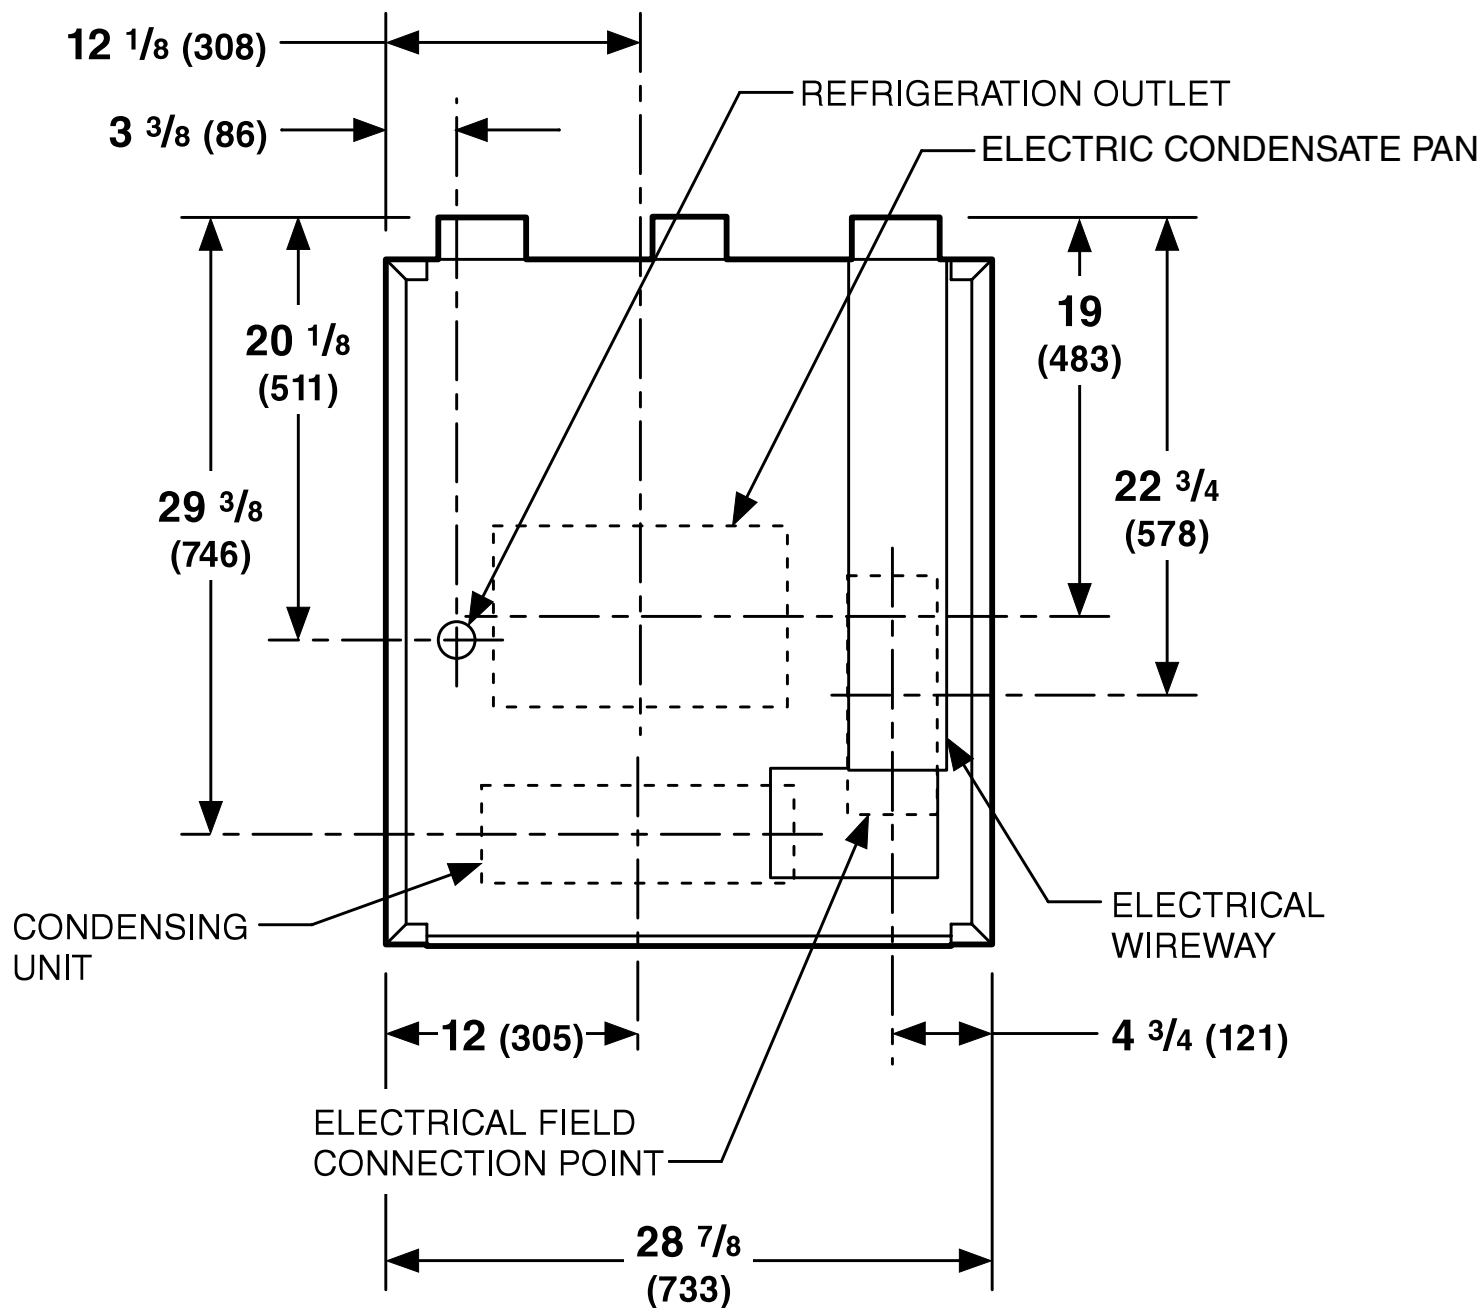 12 1/8 (308)
REFRIGERATION OUTLET
3 3/8 (86)
ELECTRIC CONDENSATE PAN
20 1/8
(511)
19
(483)
29 3/8
(746)
22 3/4
(578)
CONDENSING
UNIT
ELECTRICAL
WIREWAY
12 (305)
4 3/4 (121)
ELECTRICAL FIELD
CONNECTION POINT
28 7/8
(733)